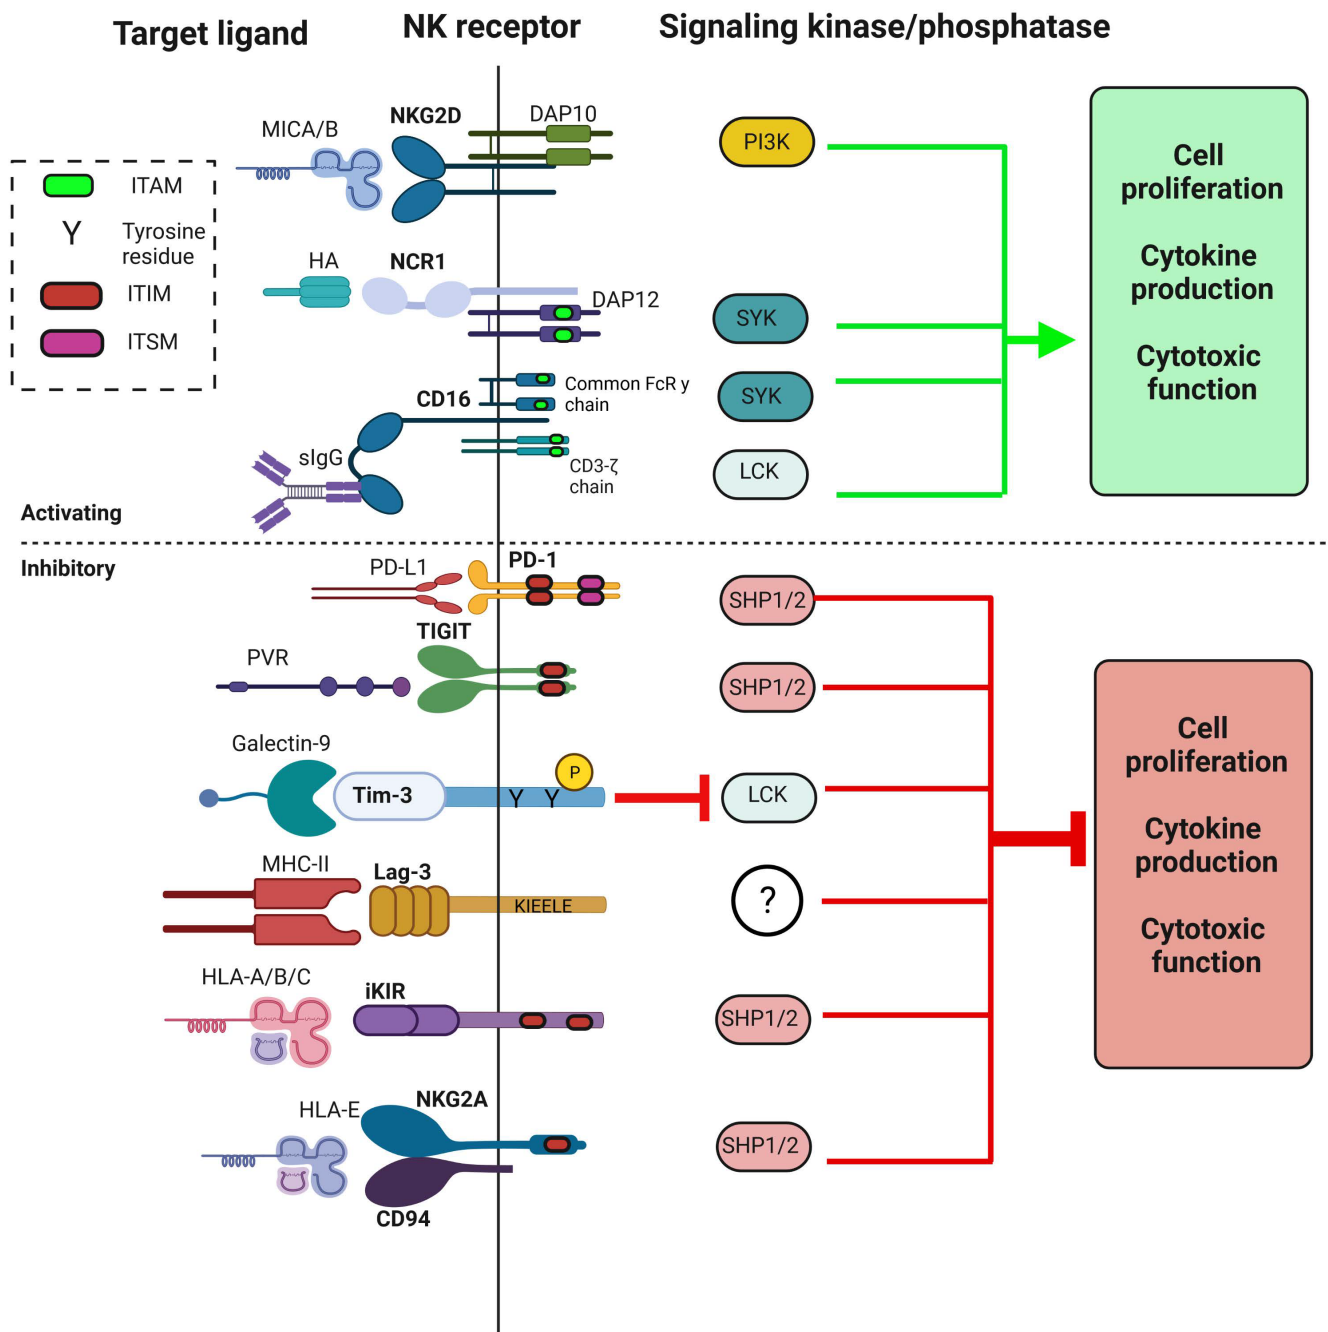 Target ligand
NK receptor
Signaling kinase/phosphatase
ITAM
Y
Tyrosine
residue
ITIM
ITSM
MICA/B
NKG2D
DAP10
PI3K
HA
NCR1
DAP12
SYK
CD16
Common FcR y
chain
SYK
sIgG
CD3-ζ
chain
LCK
Cell
proliferation
Cytokine
production
Cytotoxic
function
Activating
Inhibitory
PD-L1
PD-1
SHP1/2
PVR
TIGIT
SHP1/2
Galectin-9
Tim-3
Y
Y
P
LCK
MHC-II
Lag-3
KIEELE
?
HLA-A/B/C
iKIR
SHP1/2
HLA-E
NKG2A
CD94
SHP1/2
Cell
proliferation
Cytokine
production
Cytotoxic
function